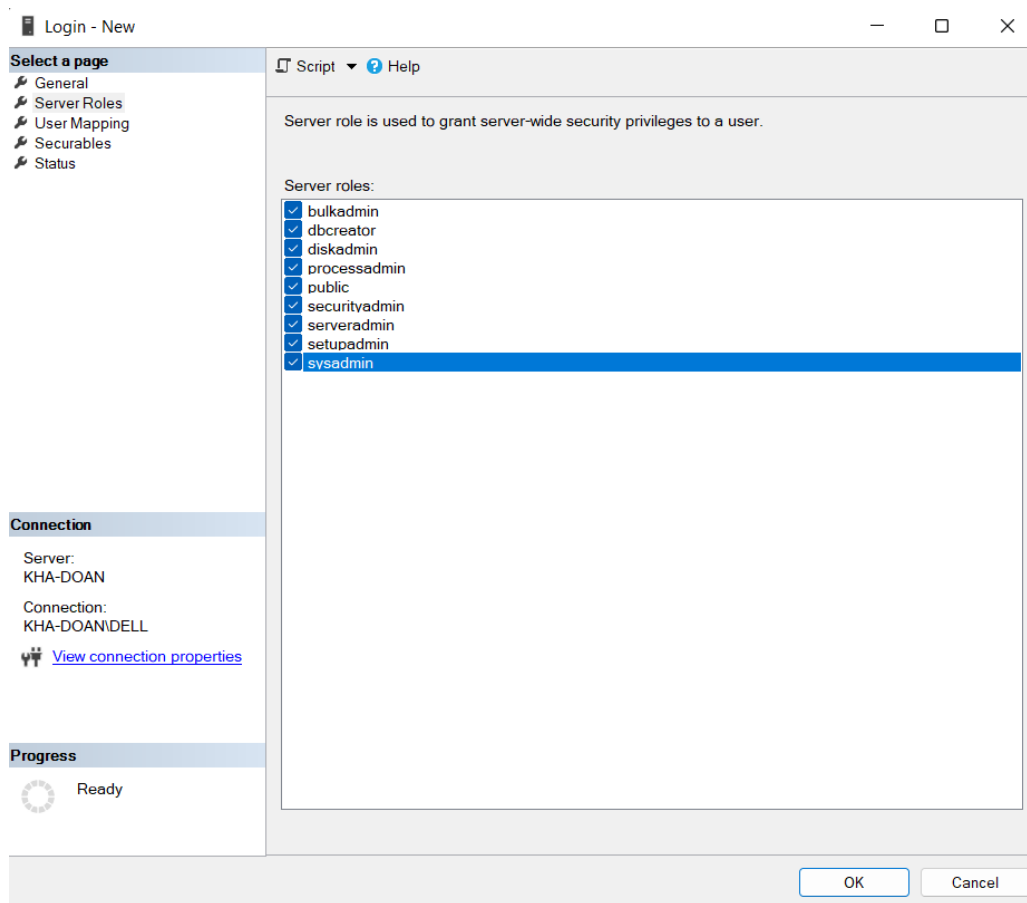 Login - New
Select a page
General
Server Roles
User Mapping
Securables
Status
Script
Help
Server role is used to grant server-wide security privileges to a user.
Server roles:
bulkadmin
dbcreator
diskadmin
processadmin
public
securityadmin
serveradmin
setupadmin
sysadmin
Connection
Server:
KHA-DOAN
Connection:
KHA-DOAN\DELL
View connection properties
Progress
Ready
OK
Cancel